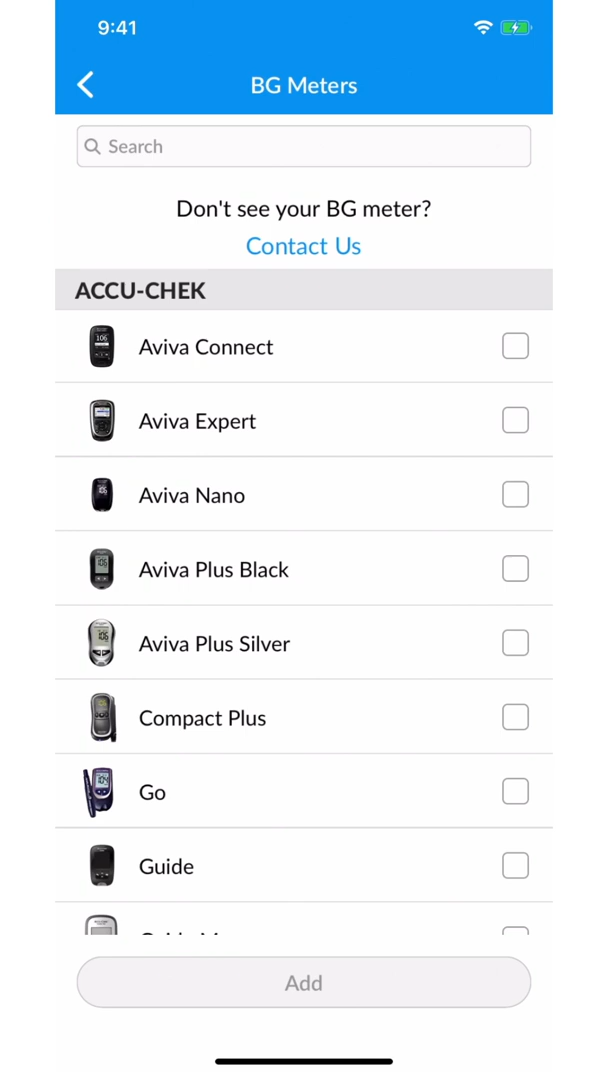 9:41
BG Meters
Search
Don't see your BG meter?
Contact Us
ACCU-CHEK
Aviva Connect
Aviva Expert
Aviva Nano
Aviva Plus Black
Aviva Plus Silver
Compact Plus
Go
Guide
Add